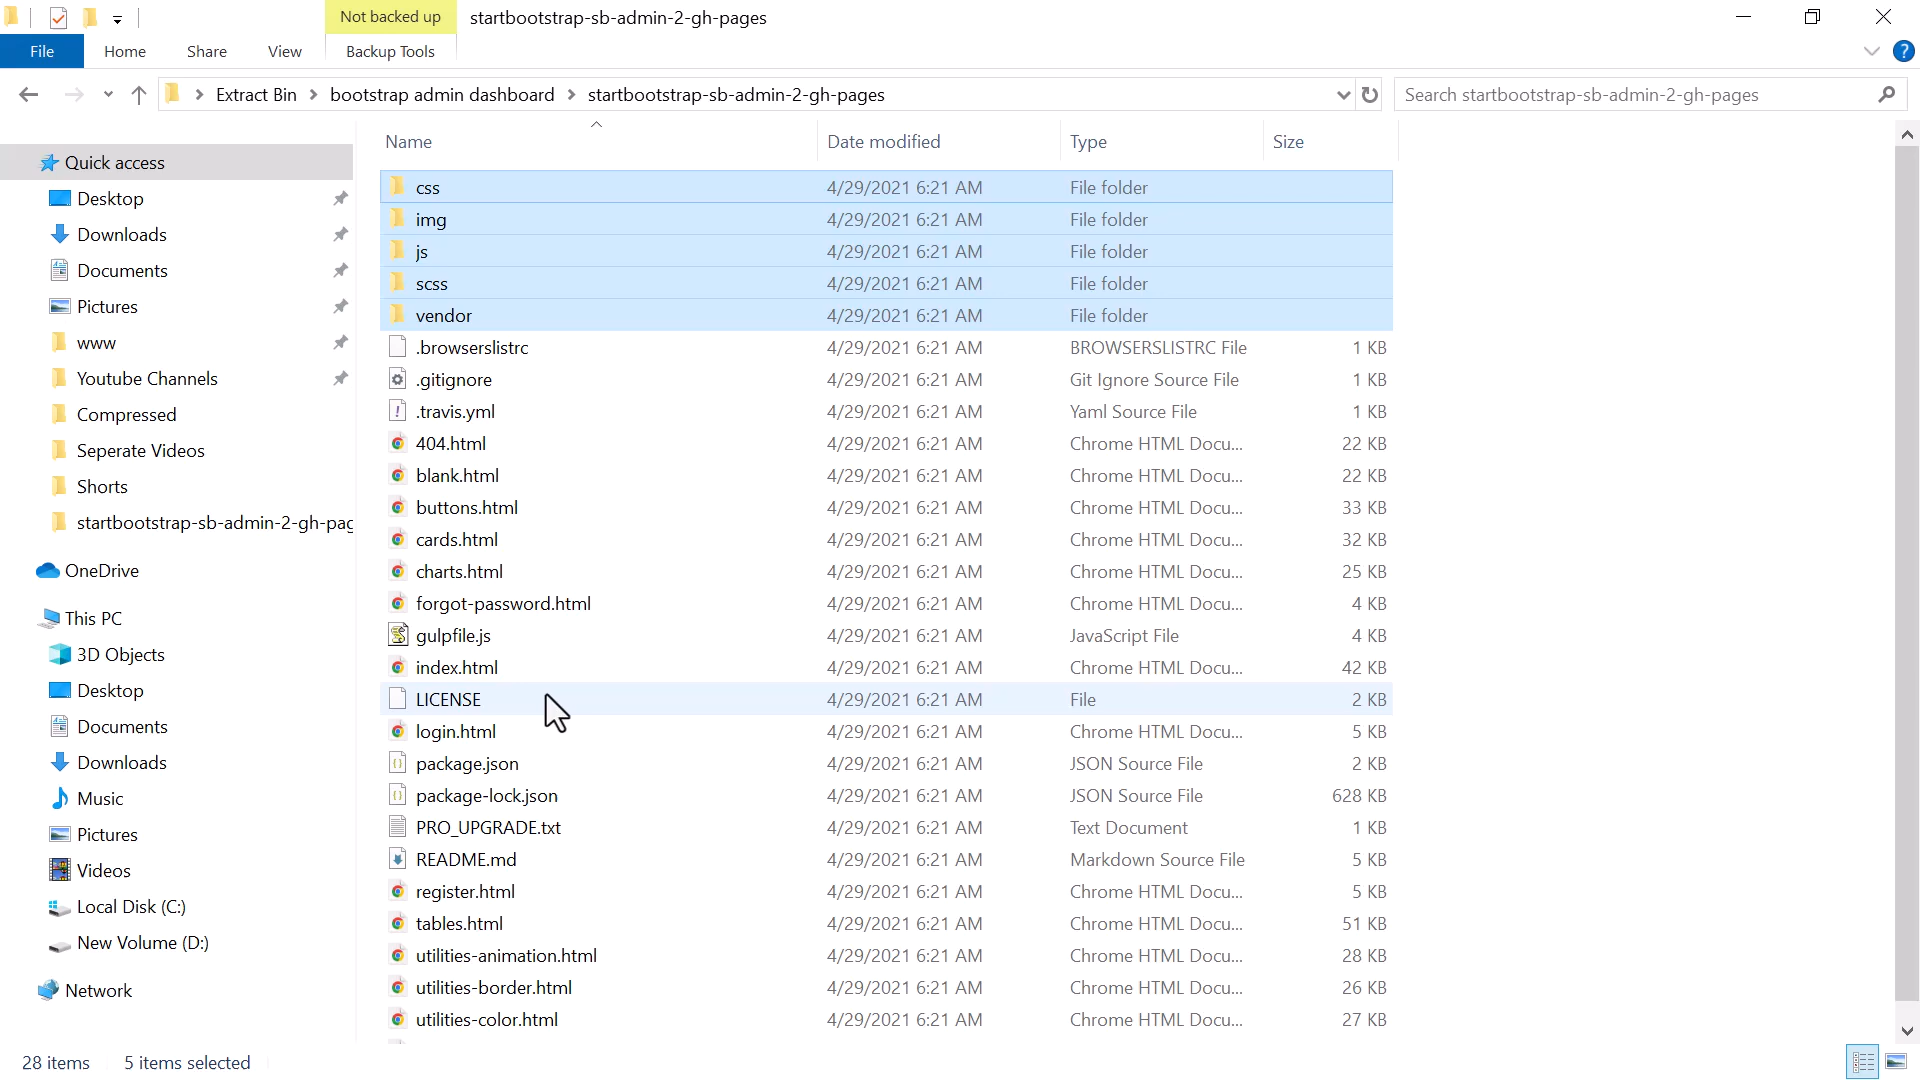 Not backed up
startbootstrap-sb-admin-2-gh-pages
File
Home
Share
View
Backup Tools
Extract Bin
bootstrap admin dashboard
startbootstrap-sb-admin-2-gh-pages
Search startbootstrap-sb-admin-2-gh-pages
Quick access
Desktop
Downloads
Documents
Pictures
www
Youtube Channels
Compressed
Seperate Videos
Shorts
startbootstrap-sb-admin-2-gh-pag
OneDrive
This PC
3D Objects
Desktop
Documents
Downloads
Music
Pictures
Videos
Local Disk (C:)
New Volume (D:)
Network
Name Date modified Type Size
css 4/29/2021 6:21 AM File folder
img 4/29/2021 6:21 AM File folder
js 4/29/2021 6:21 AM File folder
scss 4/29/2021 6:21 AM File folder
vendor 4/29/2021 6:21 AM File folder
.browserslistrc 4/29/2021 6:21 AM BROWSERSLISTRC File 1 KB
.gitignore 4/29/2021 6:21 AM Git Ignore Source File 1 KB
.travis.yml 4/29/2021 6:21 AM Yaml Source File 1 KB
404.html 4/29/2021 6:21 AM Chrome HTML Docu... 22 KB
blank.html 4/29/2021 6:21 AM Chrome HTML Docu... 22 KB
buttons.html 4/29/2021 6:21 AM Chrome HTML Docu... 33 KB
cards.html 4/29/2021 6:21 AM Chrome HTML Docu... 32 KB
charts.html 4/29/2021 6:21 AM Chrome HTML Docu... 25 KB
forgot-password.html 4/29/2021 6:21 AM Chrome HTML Docu... 4 KB
gulpfile.js 4/29/2021 6:21 AM JavaScript File 4 KB
index.html 4/29/2021 6:21 AM Chrome HTML Docu... 42 KB
LICENSE 4/29/2021 6:21 AM File 2 KB
login.html 4/29/2021 6:21 AM Chrome HTML Docu... 5 KB
package.json 4/29/2021 6:21 AM JSON Source File 2 KB
package-lock.json 4/29/2021 6:21 AM JSON Source File 628 KB
PRO_UPGRADE.txt 4/29/2021 6:21 AM Text Document 1 KB
README.md 4/29/2021 6:21 AM Markdown Source File 5 KB
register.html 4/29/2021 6:21 AM Chrome HTML Docu... 5 KB
tables.html 4/29/2021 6:21 AM Chrome HTML Docu... 51 KB
utilities-animation.html 4/29/2021 6:21 AM Chrome HTML Docu... 28 KB
utilities-border.html 4/29/2021 6:21 AM Chrome HTML Docu... 26 KB
utilities-color.html 4/29/2021 6:21 AM Chrome HTML Docu... 27 KB
28 items 5 items selected